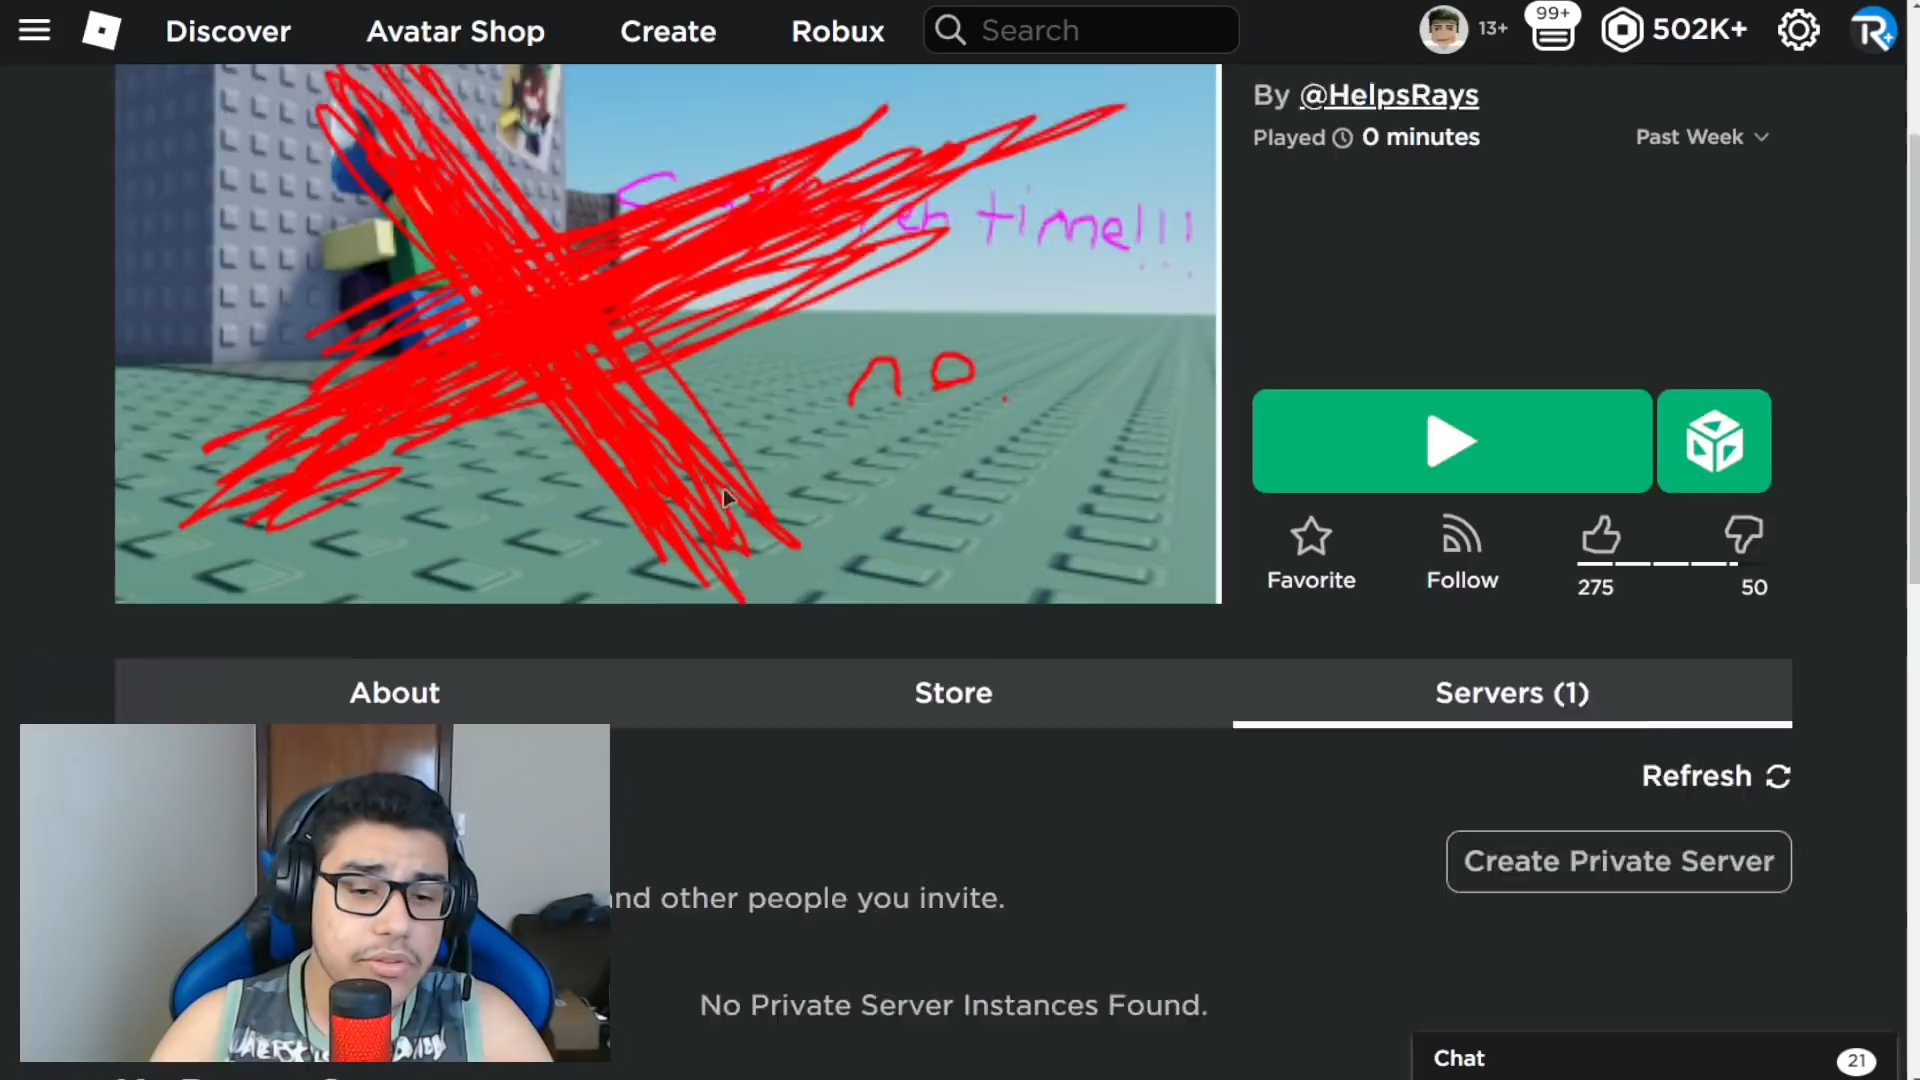 Discover Avatar Shop Create Robux Search 13+ 99+ 502K+
By @HelpsRays
Played 0 minutes Past Week
time!!!
no.
Favorite Follow 275 50
About Store Servers (1)
Refresh
Create Private Server
and other people you invite.
No Private Server Instances Found.
Chat 21